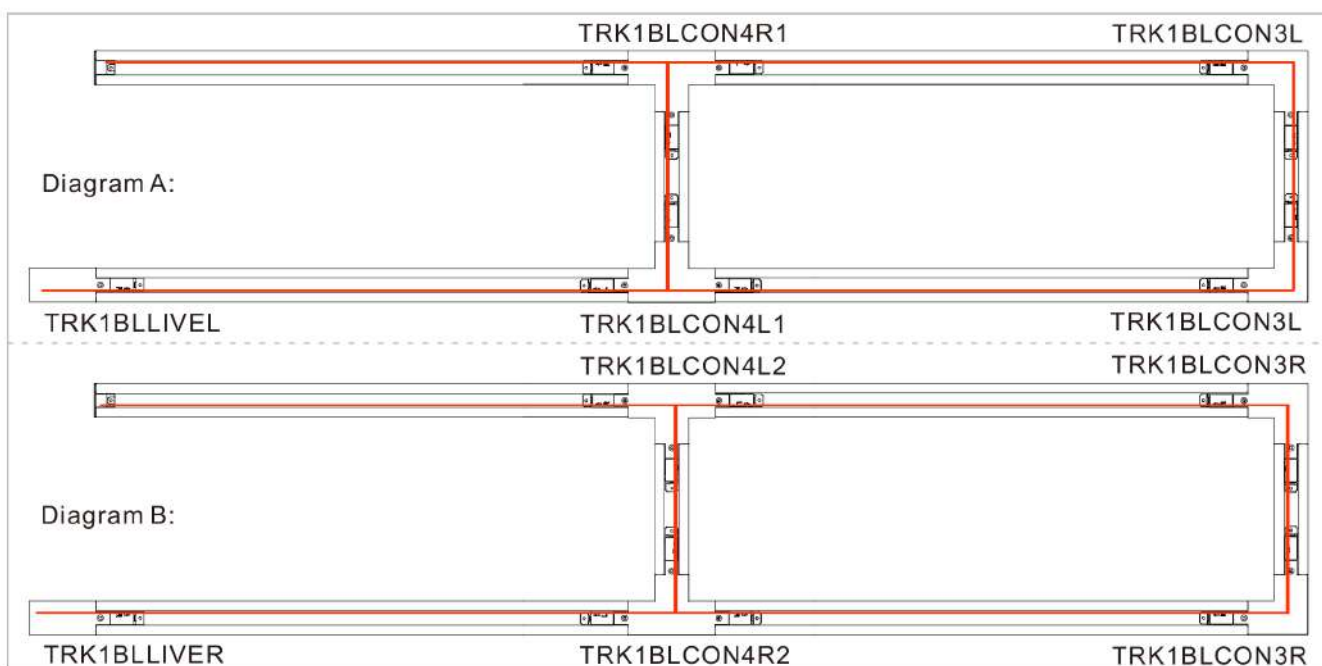 TRK1BLCON4R1 TRK1BLCON3L
Diagram A:
TRK1BLLIVEL TRK1BLCON4L1 TRK1BLCON3L
TRK1BLCON4L2 TRK1BLCON3R
Diagram B:
TRK1BLLIVER TRK1BLCON4R2 TRK1BLCON3R